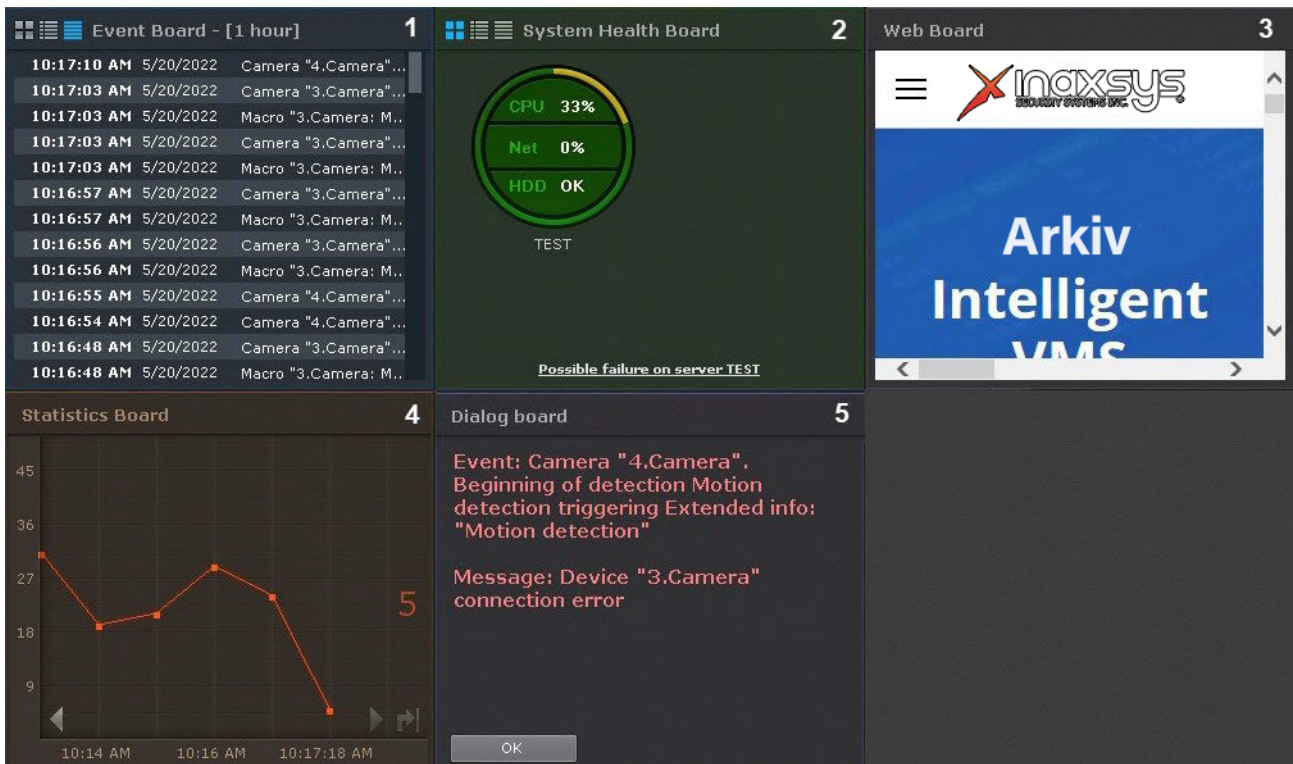 Event Board - [1 hour] 1
10:17:10 AM 5/20/2022 Camera "4.Camera"...
10:17:03 AM 5/20/2022 Camera "3.Camera"...
10:17:03 AM 5/20/2022 Macro "3.Camera: M..
10:17:03 AM 5/20/2022 Camera "3.Camera"...
10:17:03 AM 5/20/2022 Macro "3.Camera: M..
10:16:57 AM 5/20/2022 Camera "3.Camera"...
10:16:57 AM 5/20/2022 Macro "3.Camera: M..
10:16:56 AM 5/20/2022 Camera "3.Camera"...
10:16:56 AM 5/20/2022 Macro "3.Camera: M..
10:16:55 AM 5/20/2022 Camera "4.Camera"...
10:16:54 AM 5/20/2022 Camera "4.Camera"...
10:16:48 AM 5/20/2022 Camera "3.Camera"...
10:16:48 AM 5/20/2022 Macro "3.Camera: M..
System Health Board 2
CPU 33%
Net 0%
HDD OK
TEST
Possible failure on server TEST
Web Board 3
INAXSYS
SECURITY SYSTEMS INC.
Arkiv
Intelligent
VMS
Statistics Board 4
45
36
27
18
9
5
10:14 AM 10:16 AM 10:17:18 AM
Dialog board 5
Event: Camera "4.Camera".
Beginning of detection Motion
detection triggering Extended info:
"Motion detection"
Message: Device "3.Camera"
connection error
OK